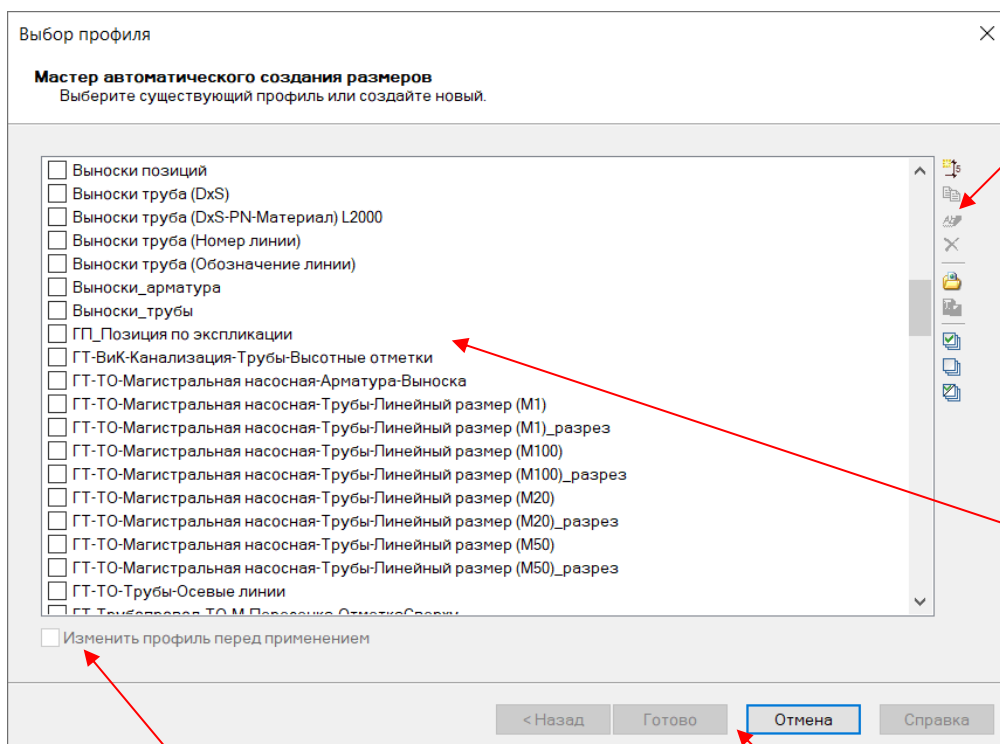 Выбор профиля
Мастер автоматического создания размеров
Выберите существующий профиль или создайте новый.
Выноски позиций
Выноски труба (DxS)
Выноски труба (DxS-PN-Материал) L2000
Выноски труба (Номер линии)
Выноски труба (Обозначение линии)
Выноски_арматура
Выноски_трубы
ГП_Позиция по экспликации
ГТ-ВиК-Канализация-Трубы-Высотные отметки
ГТ-ТО-Магистральная насосная-Арматура-Выноска
ГТ-ТО-Магистральная насосная-Трубы-Линейный размер (М1)
ГТ-ТО-Магистральная насосная-Трубы-Линейный размер (М1)_разрез
ГТ-ТО-Магистральная насосная-Трубы-Линейный размер (М100)
ГТ-ТО-Магистральная насосная-Трубы-Линейный размер (М100)_разрез
ГТ-ТО-Магистральная насосная-Трубы-Линейный размер (М20)
ГТ-ТО-Магистральная насосная-Трубы-Линейный размер (М20)_разрез
ГТ-ТО-Магистральная насосная-Трубы-Линейный размер (М50)
ГТ-ТО-Магистральная насосная-Трубы-Линейный размер (М50)_разрез
ГТ-ТО-Трубы-Осевые линии
Изменить профиль перед применением
< Назад Готово Отмена Справка